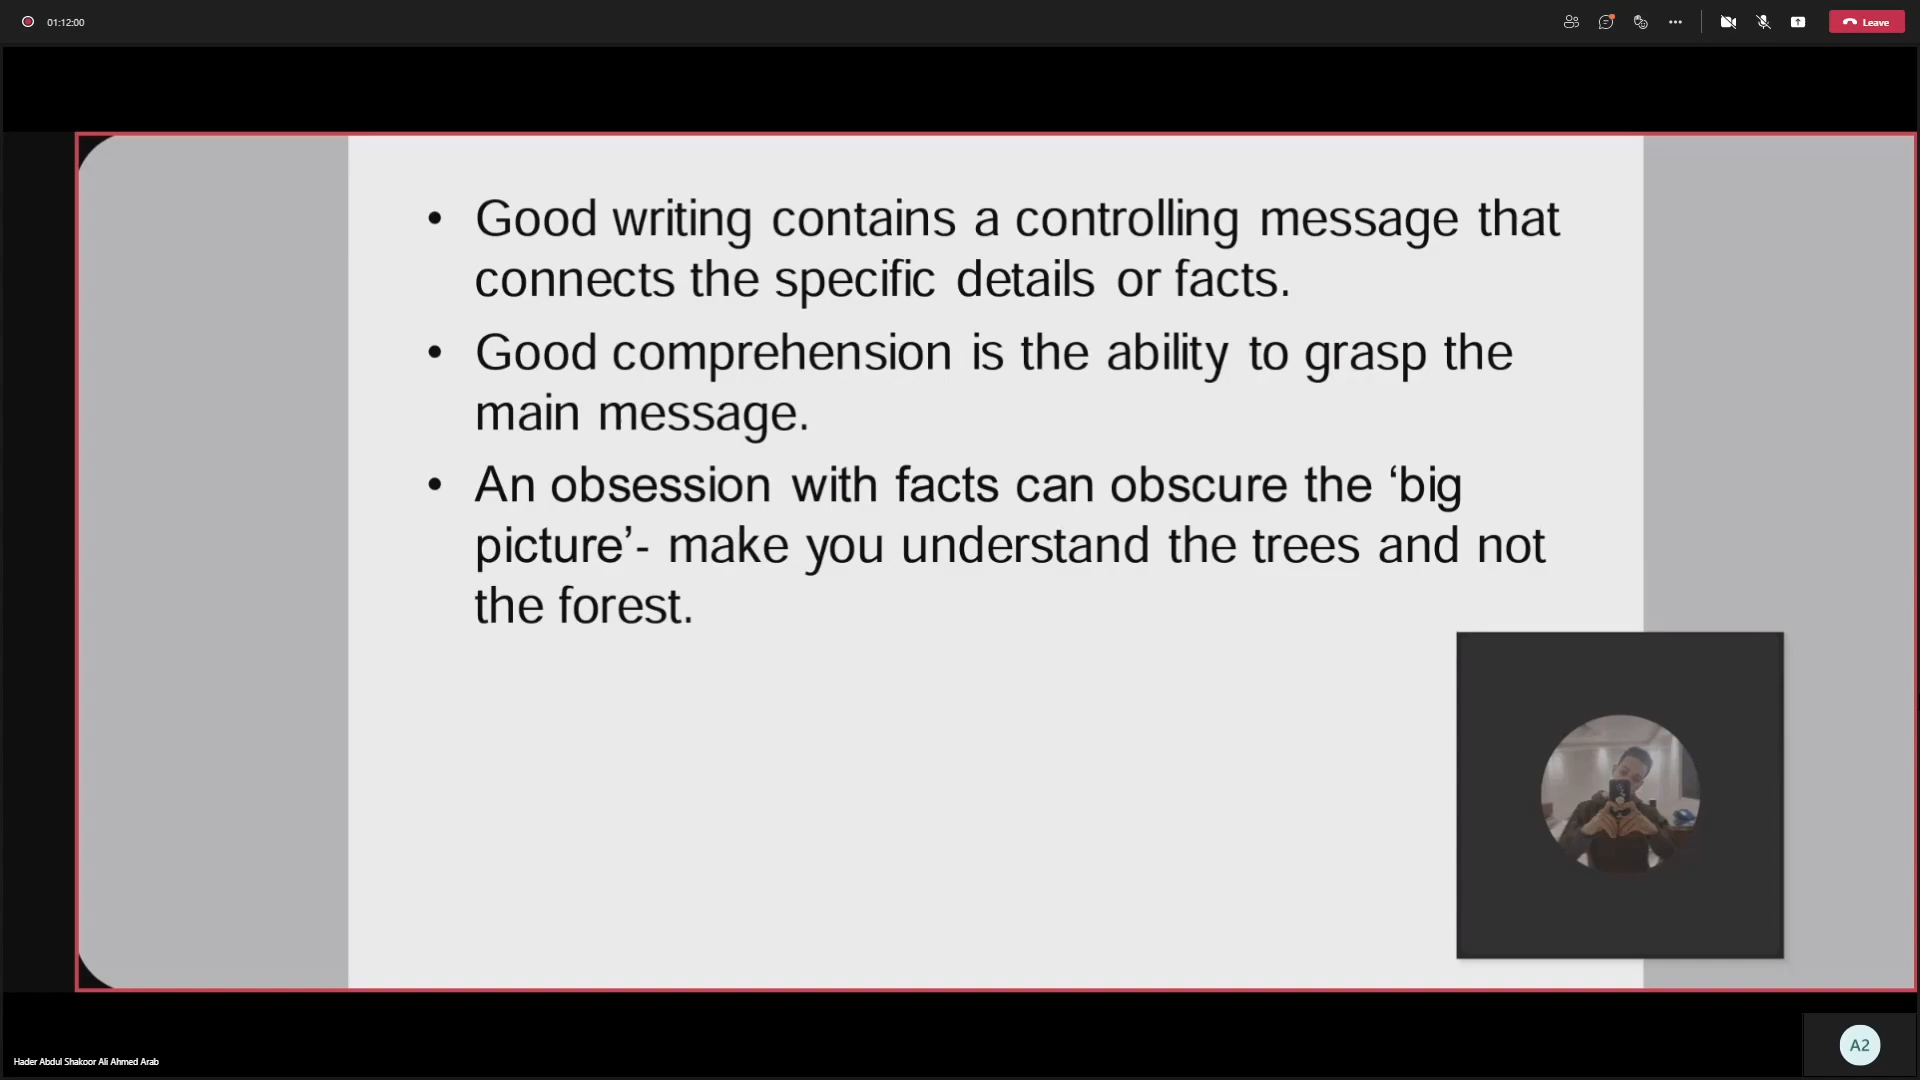 01:12:00
Leave
• Good writing contains a controlling message that
connects the specific details or facts.
• Good comprehension is the ability to grasp the
main message.
• An obsession with facts can obscure the ‘big
picture’- make you understand the trees and not
the forest.
A2
Hader Abdul Shakoor Ali Ahmed Arab